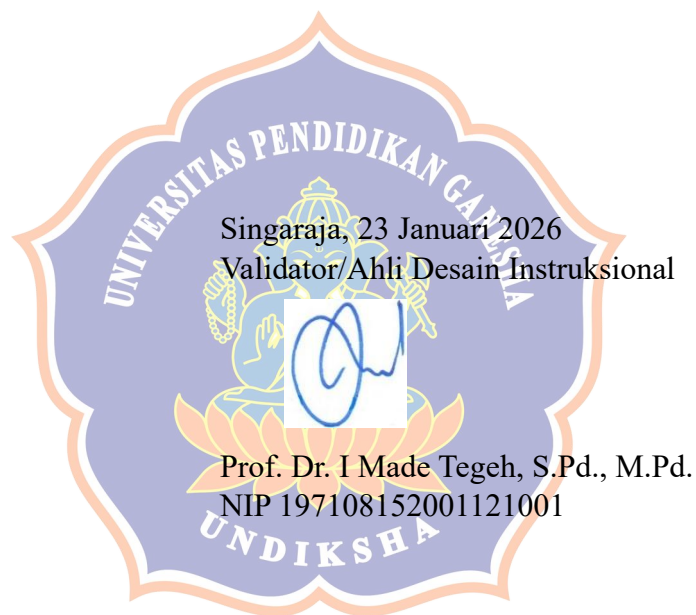 UNIVERSITAS PENDIDIKAN GANESHA
Singaraja, 23 Januari 2026
Validator/Ahli Desain Instruksional
Prof. Dr. I Made Tegeh, S.Pd., M.Pd.
NIP 197108152001121001
UNDIKSHA